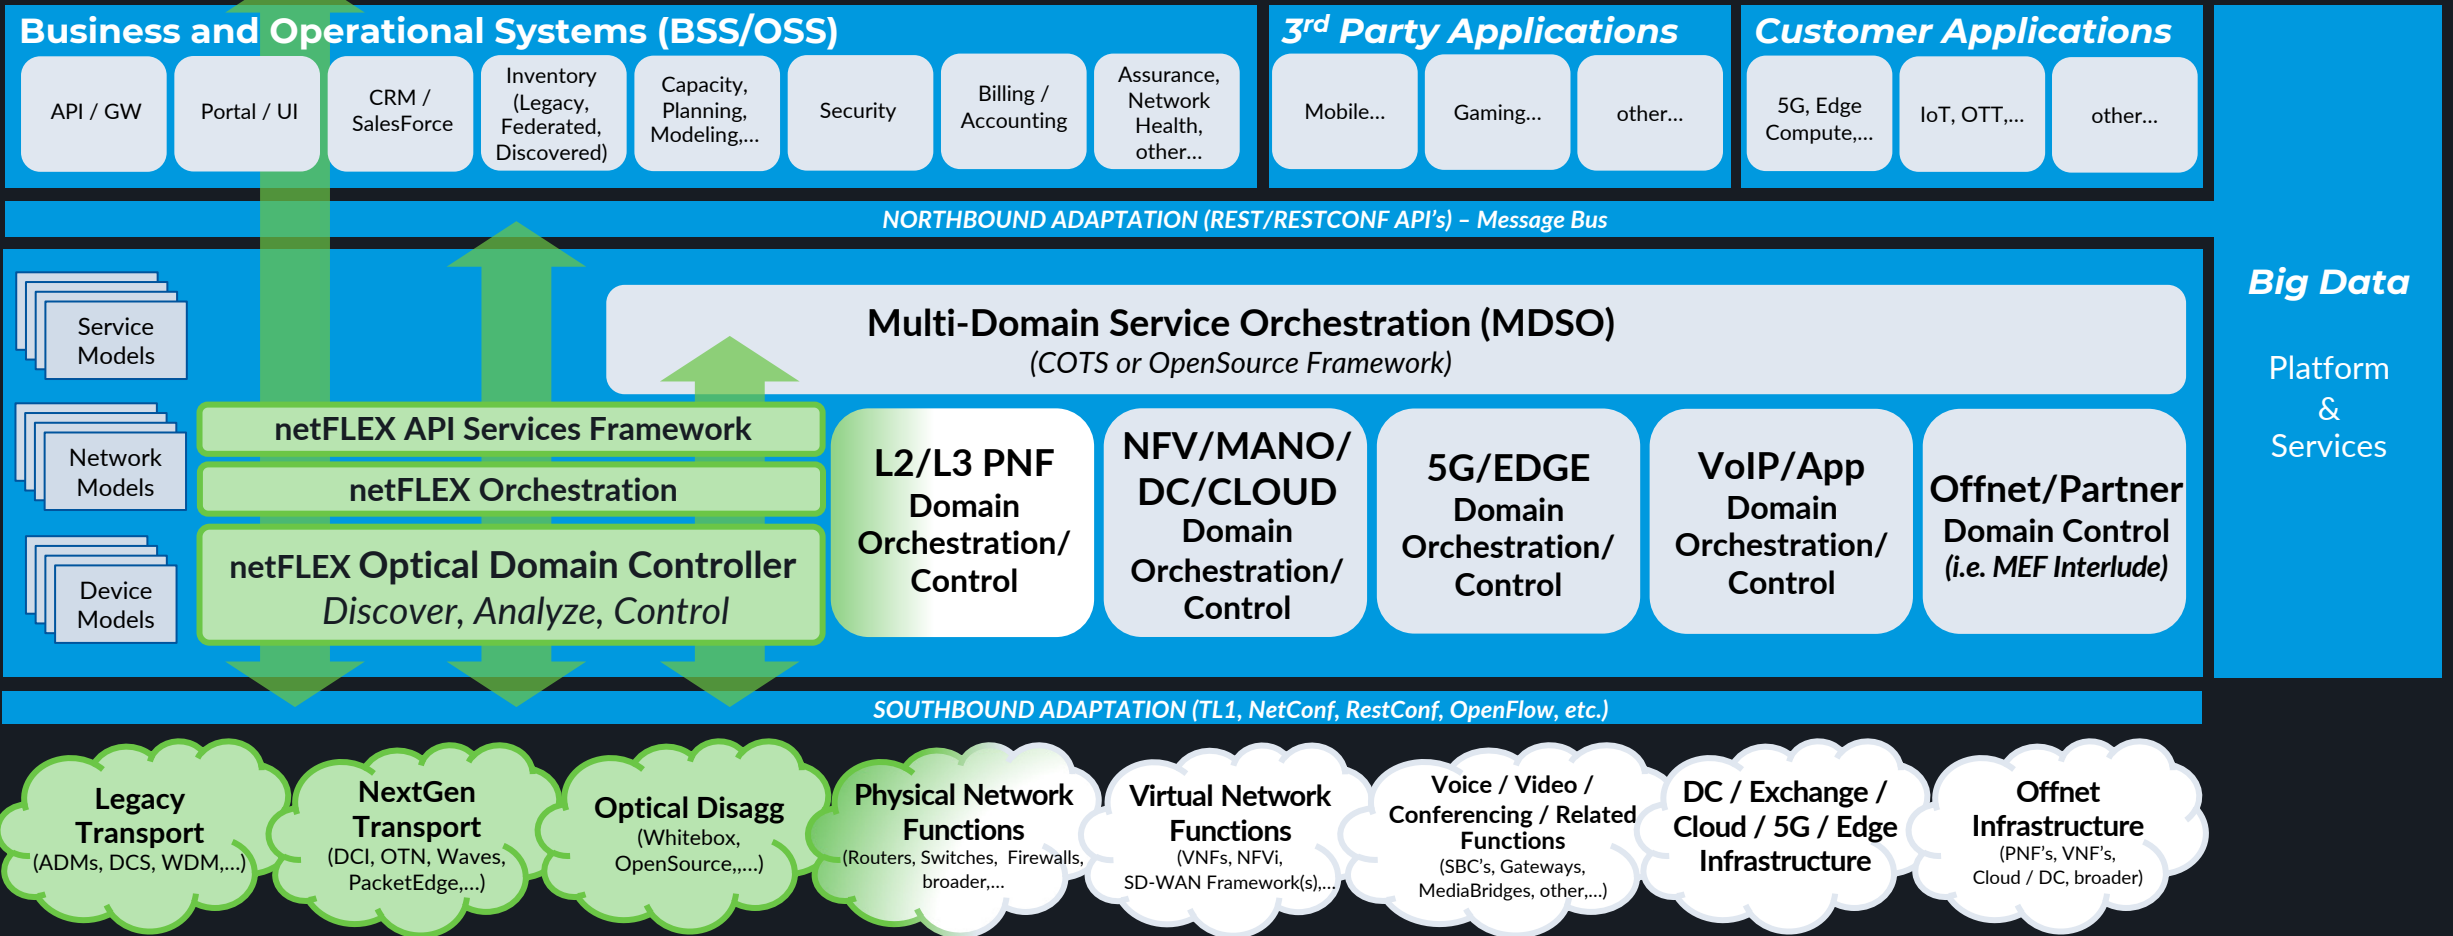 Business and Operational Systems (BSS/OSS)
API / GW
Portal / UI
CRM /
SalesForce
Inventory
(Legacy,
Federated,
Discovered)
Capacity,
Planning,
Modeling,...
Security
Billing /
Accounting
Assurance,
Network
Health,
other...
3rd Party Applications
Mobile...
Gaming...
other...
Customer Applications
5G, Edge
Compute,...
IoT, OTT,...
other...
NORTHBOUND ADAPTATION (REST/RESTCONF API's) – Message Bus
Big Data
Platform
&
Services
Service
Models
Network
Models
Device
Models
Multi-Domain Service Orchestration (MDSO)
(COTS or OpenSource Framework)
netFLEX API Services Framework
netFLEX Orchestration
netFLEX Optical Domain Controller
Discover, Analyze, Control
L2/L3 PNF
Domain
Orchestration/
Control
NFV/MANO/
DC/CLOUD
Domain
Orchestration/
Control
5G/EDGE
Domain
Orchestration/
Control
VoIP/App
Domain
Orchestration/
Control
Offnet/Partner
Domain Control
(i.e. MEF Interlude)
SOUTHBOUND ADAPTATION (TL1, NetConf, RestConf, OpenFlow, etc.)
Legacy
Transport
(ADMs, DCS, WDM,...)
NextGen
Transport
(DCI, OTN, Waves,
PacketEdge,...)
Optical Disagg
(Whitebox,
OpenSource,,...)
Physical Network
Functions
(Routers, Switches, Firewalls,
broader,...
Virtual Network
Functions
(VNFs, NFVi,
SD-WAN Framework(s),...
Voice / Video /
Conferencing / Related
Functions
(SBC's, Gateways,
MediaBridges, other,...)
DC / Exchange /
Cloud / 5G / Edge
Infrastructure
Offnet
Infrastructure
(PNF's, VNF's,
Cloud / DC, broader)